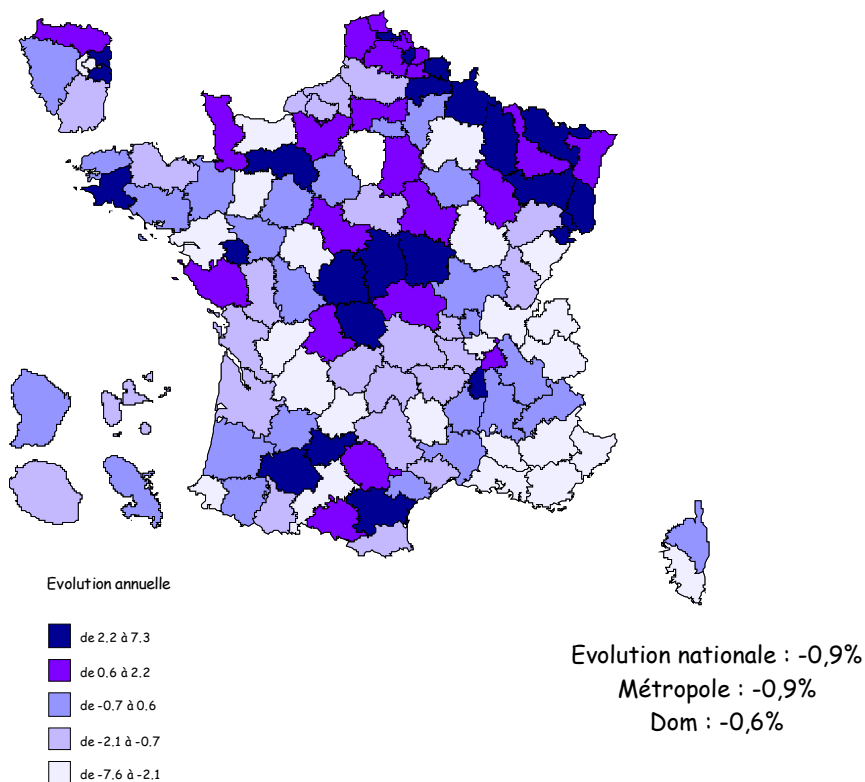 Evolution annuelle
de 2.2 à 7.3
de 0.6 à 2.2
de -0.7 à 0.6
de -2.1 à -0.7
de -7.6 à -2.1
Evolution nationale : -0,9%
Métropole : -0,9%
Dom : -0,6%